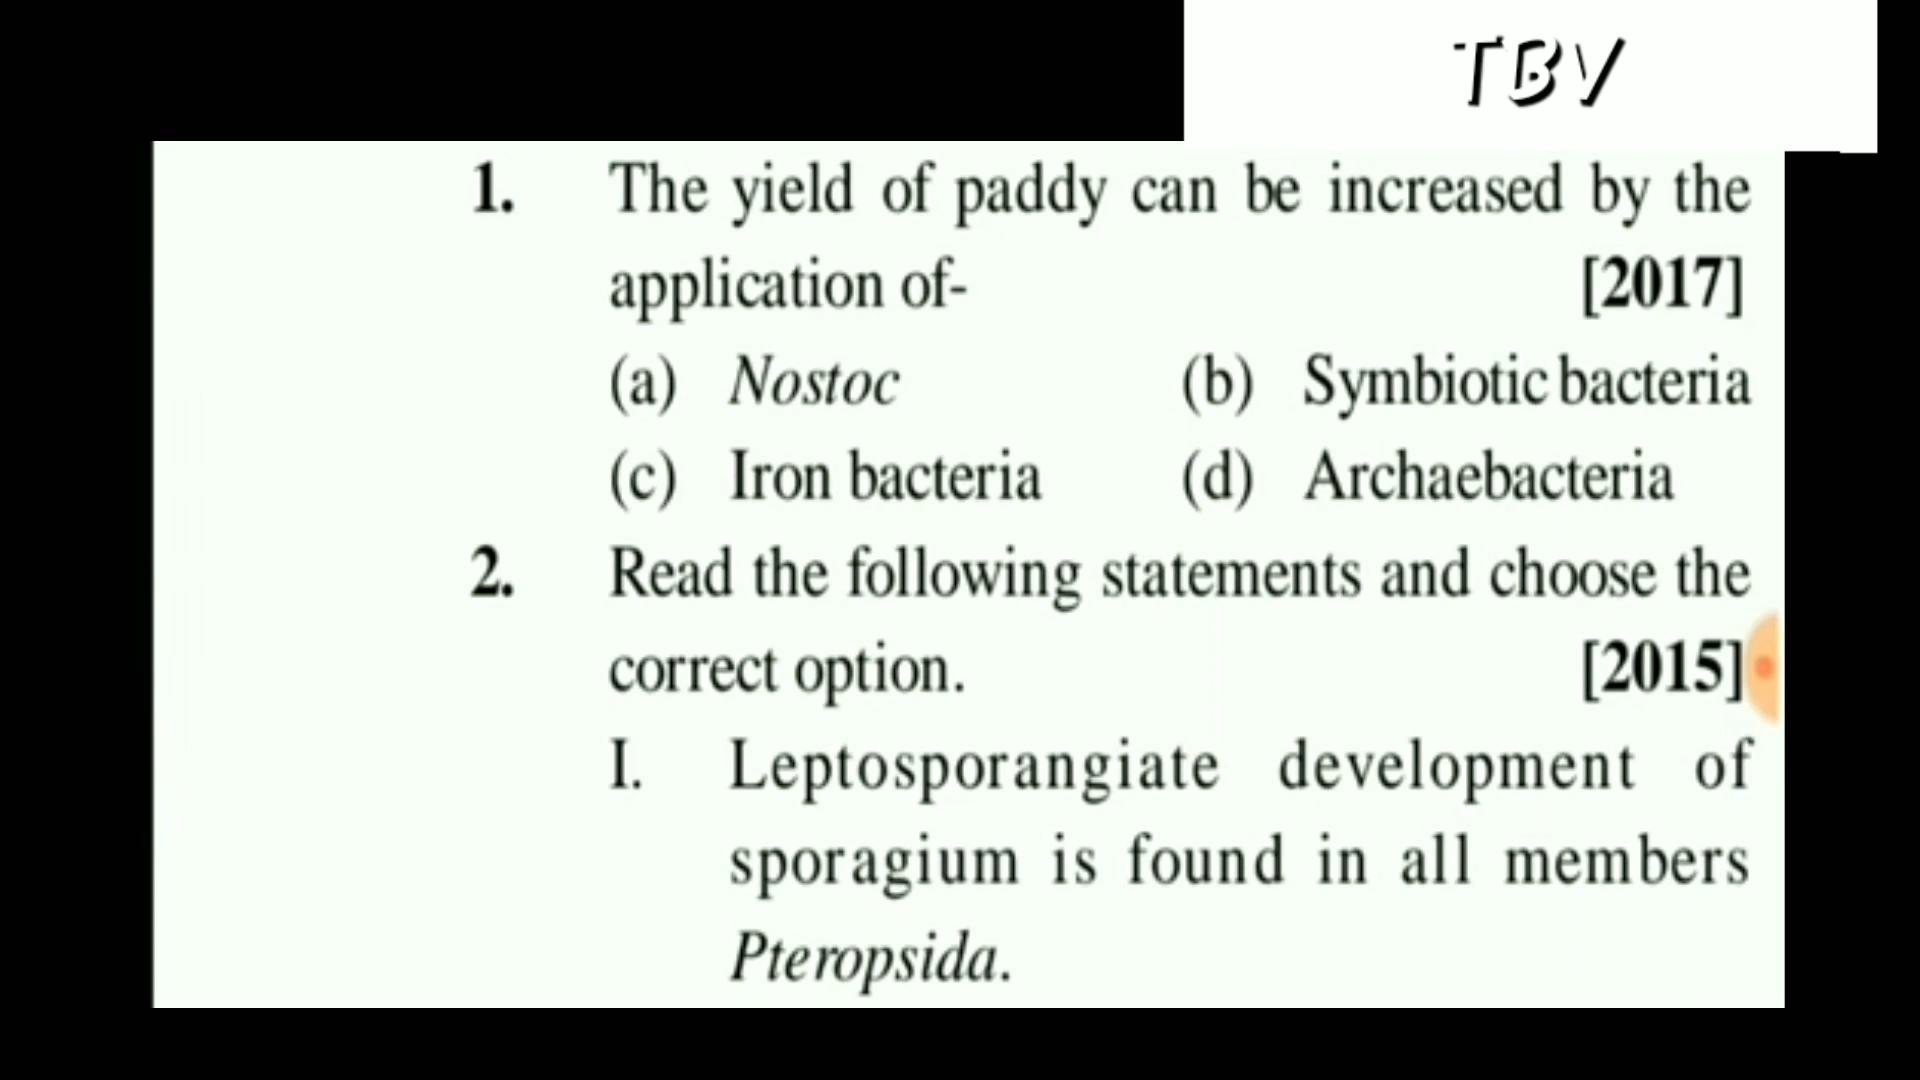 TBV
1. The yield of paddy can be increased by the
application of- [2017]
(a) Nostoc (b) Symbiotic bacteria
(c) Iron bacteria (d) Archaebacteria
2. Read the following statements and choose the
correct option. [2015]
I. Leptosporangiate development of
sporagium is found in all members
Pteropsida.